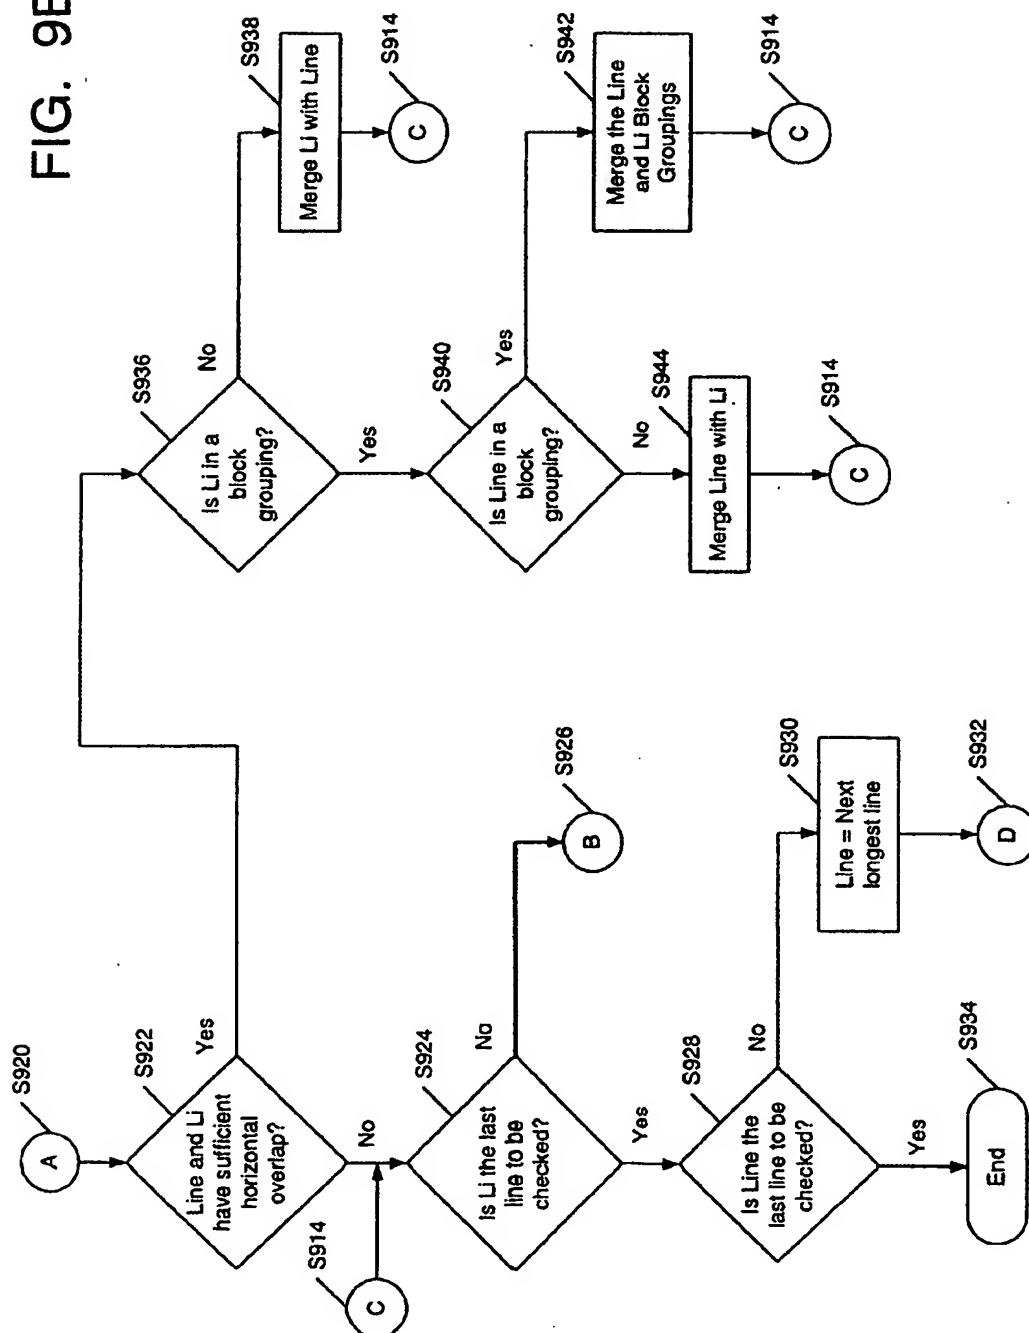 FIG. 9B
S920
A
S922
Line and Li
have sufficient
horizontal
overlap?
Yes
No
S914
C
S924
Is Li the last
line to be
checked?
No
Yes
S926
B
S928
Is Line the
last line to be
checked?
No
Yes
S930
Line = Next
longest line
S932
D
S934
End
S936
Is Li in a
block
grouping?
No
Yes
S938
Merge Li with Line
S914
C
S940
Is Line in a
block
grouping?
Yes
No
S942
Merge the Line
and Li Block
Groupings
S914
C
S944
Merge Line with Li
S914
C